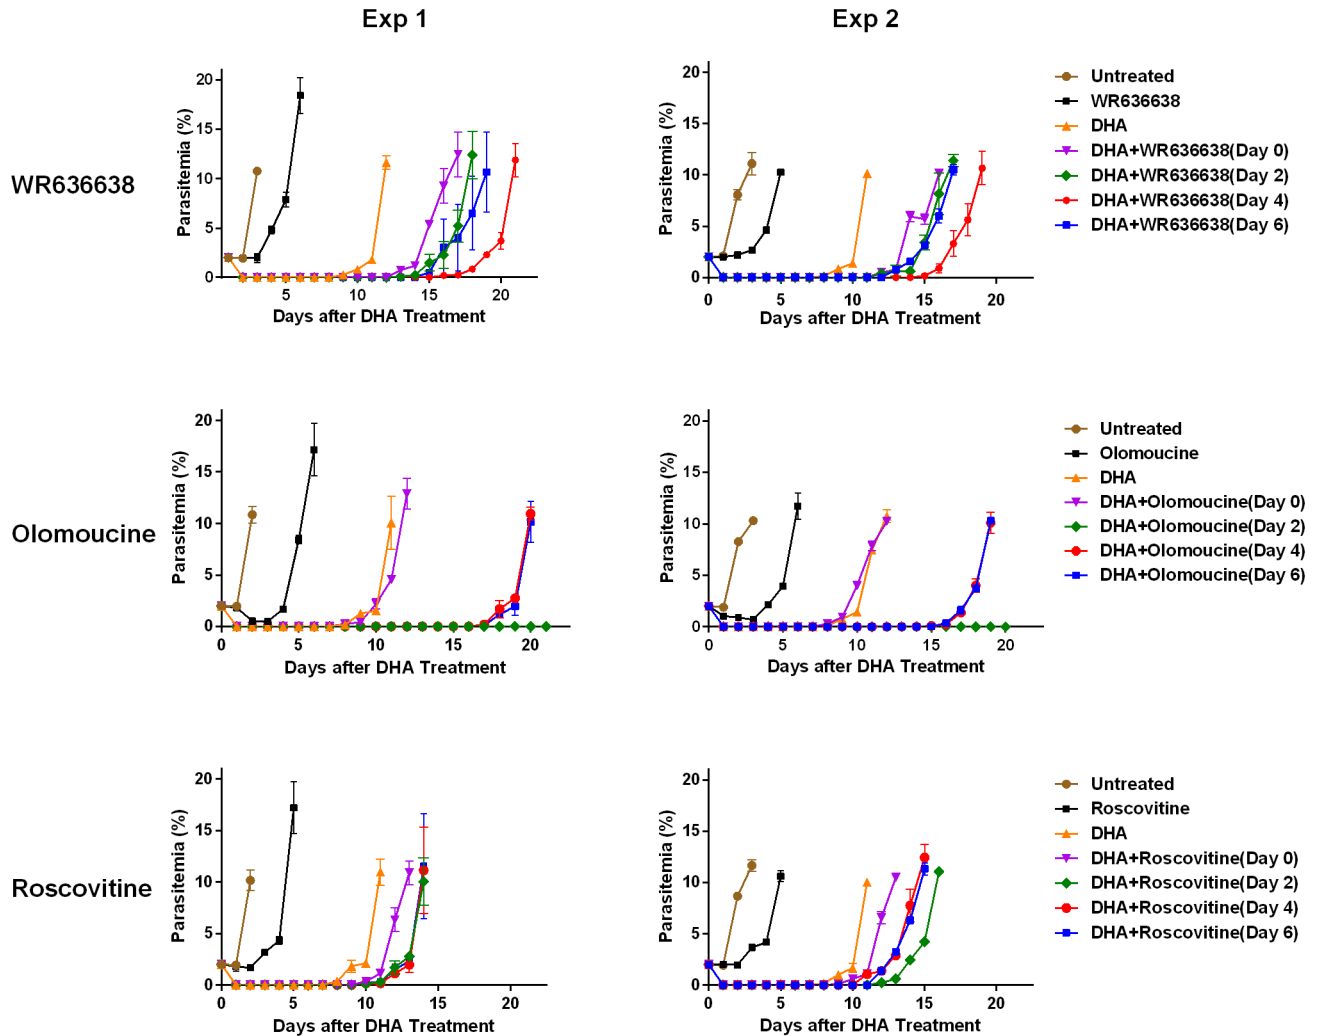 Exp 1
Exp 2
WR636638
Parasitemia (%)
20
15
10
5
0
5
10
15
20
Days after DHA Treatment
Parasitemia (%)
20
15
10
5
0
0
5
10
15
20
Days after DHA Treatment
Untreated
WR636638
DHA
DHA+WR636638(Day 0)
DHA+WR636638(Day 2)
DHA+WR636638(Day 4)
DHA+WR636638(Day 6)
Olomoucine
Parasitemia (%)
20
15
10
5
0
0
5
10
15
20
Days after DHA Treatment
Parasitemia (%)
20
15
10
5
0
0
5
10
15
20
Days after DHA Treatment
Untreated
Olomoucine
DHA
DHA+Olomoucine(Day 0)
DHA+Olomoucine(Day 2)
DHA+Olomoucine(Day 4)
DHA+Olomoucine(Day 6)
Roscovitine
Parasitemia (%)
20
15
10
5
0
0
5
10
15
20
Days after DHA Treatment
Parasitemia (%)
20
15
10
5
0
0
5
10
15
20
Days after DHA Treatment
Untreated
Roscovitine
DHA
DHA+Roscovitine(Day 0)
DHA+Roscovitine(Day 2)
DHA+Roscovitine(Day 4)
DHA+Roscovitine(Day 6)